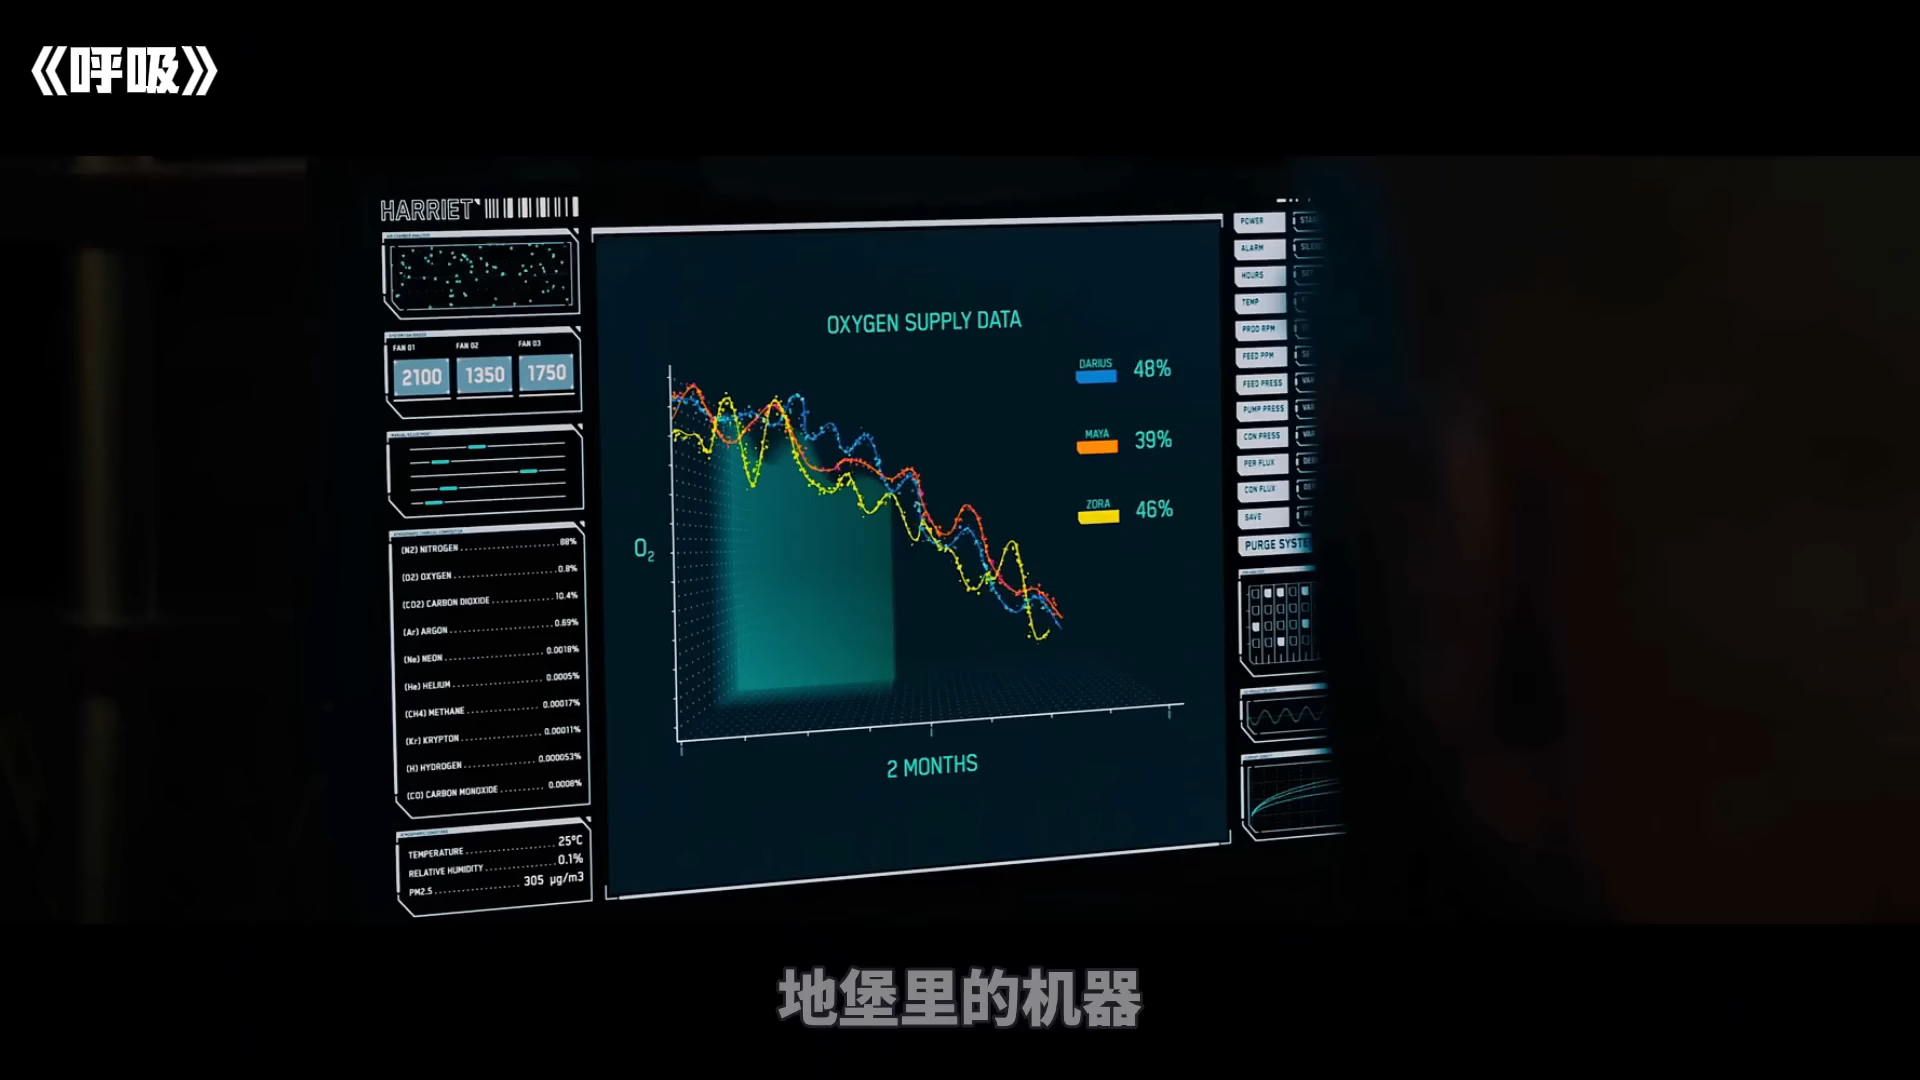 《呼吸》
HARRIET
FAN 01 FAN 02 FAN 03
2100 1350 1750
(N2) NITROGEN 88%
(O2) OXYGEN 0.8%
(CO2) CARBON DIOXIDE 10.4%
(Ar) ARGON 0.69%
(Ne) NEON 0.0018%
(He) HELIUM 0.0005%
(CH4) METHANE 0.00017%
(Kr) KRYPTON 0.00011%
(H) HYDROGEN 0.000053%
(CO) CARBON MONOXIDE 0.0008%
TEMPERATURE 25°C
RELATIVE HUMIDITY 0.1%
PM2.5 305 µg/m3
OXYGEN SUPPLY DATA
DARIUS 48%
MAYA 39%
ZORA 46%
O2
2 MONTHS
POWER
ALARM
HOURS
TEMP
PROD RPM
FEED PPM
FEED PRESS
PUMP PRESS
CON PRESS
PER FLUX
CON FLUX
SAVE
PURGE SYSTE
地堡里的机器